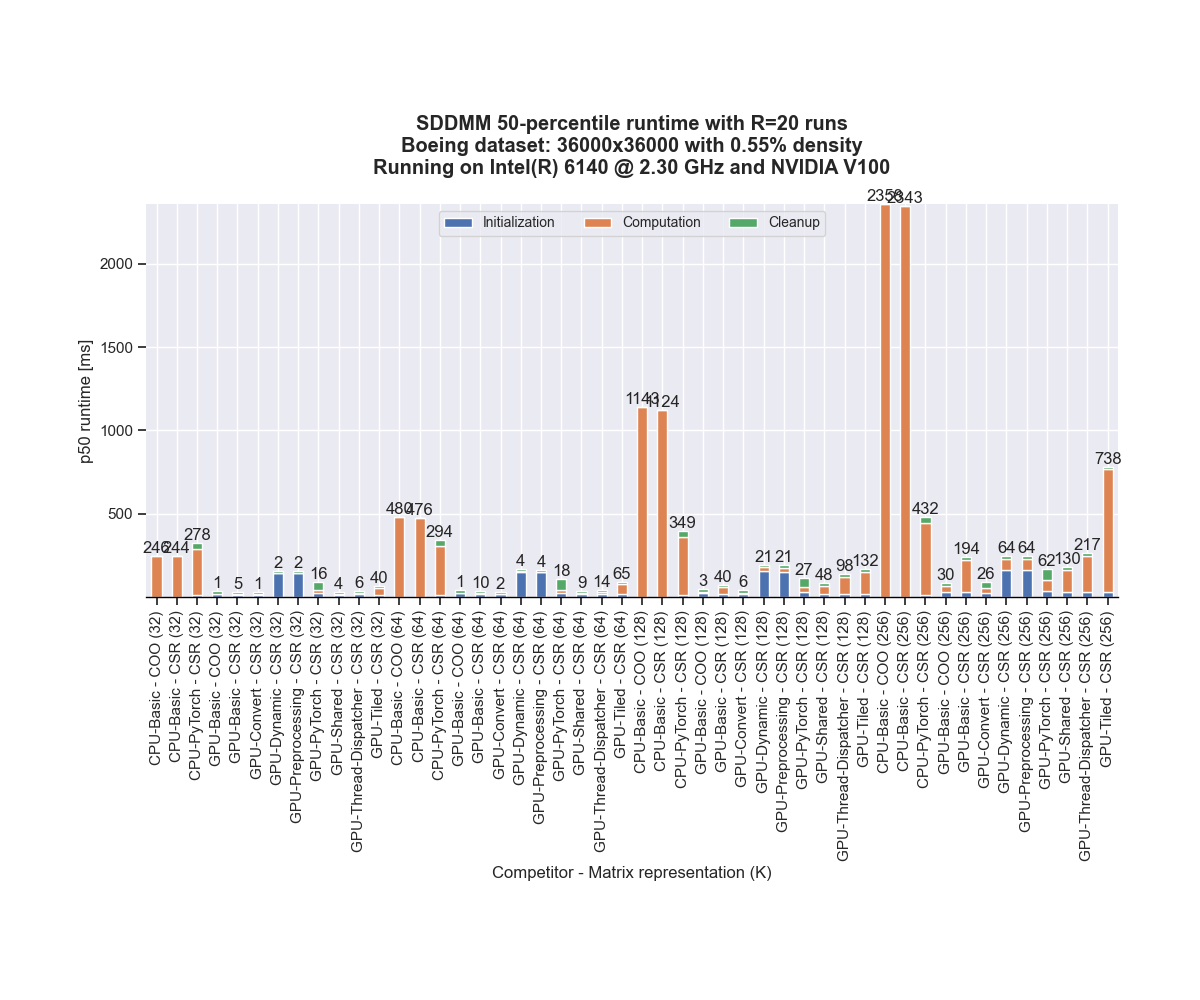 SDDMM 50-percentile runtime with R=20 runs
Boeing dataset: 36000x36000 with 0.55% density
Running on Intel(R) 6140 @ 2.30 GHz and NVIDIA V100
Initialization Computation Cleanup
p50 runtime [ms]
2000
1500
1000
500
246
244
278
1
5
1
2
2
16
4
6
40
480
476
294
1
10
2
4
4
18
9
14
65
1143
1124
349
3
40
6
21
21
27
48
98
132
2343
432
30
194
26
64
64
62
130
217
738
CPU-Basic - COO (32)
CPU-Basic - CSR (32)
CPU-PyTorch - CSR (32)
GPU-Basic - COO (32)
GPU-Basic - CSR (32)
GPU-Convert - CSR (32)
GPU-Dynamic - CSR (32)
GPU-Preprocessing - CSR (32)
GPU-PyTorch - CSR (32)
GPU-Shared - CSR (32)
GPU-Thread-Dispatcher - CSR (32)
GPU-Tiled - CSR (32)
CPU-Basic - COO (64)
CPU-Basic - CSR (64)
CPU-PyTorch - CSR (64)
GPU-Basic - COO (64)
GPU-Basic - CSR (64)
GPU-Convert - CSR (64)
GPU-Dynamic - CSR (64)
GPU-Preprocessing - CSR (64)
GPU-PyTorch - CSR (64)
GPU-Shared - CSR (64)
GPU-Thread-Dispatcher - CSR (64)
GPU-Tiled - CSR (64)
CPU-Basic - COO (128)
CPU-Basic - CSR (128)
CPU-PyTorch - CSR (128)
GPU-Basic - COO (128)
GPU-Basic - CSR (128)
GPU-Convert - CSR (128)
GPU-Dynamic - CSR (128)
GPU-Preprocessing - CSR (128)
GPU-PyTorch - CSR (128)
GPU-Shared - CSR (128)
GPU-Thread-Dispatcher - CSR (128)
GPU-Tiled - CSR (128)
CPU-Basic - COO (256)
CPU-Basic - CSR (256)
CPU-PyTorch - CSR (256)
GPU-Basic - COO (256)
GPU-Basic - CSR (256)
GPU-Convert - CSR (256)
GPU-Dynamic - CSR (256)
GPU-Preprocessing - CSR (256)
GPU-PyTorch - CSR (256)
GPU-Shared - CSR (256)
GPU-Thread-Dispatcher - CSR (256)
GPU-Tiled - CSR (256)
Competitor - Matrix representation (K)